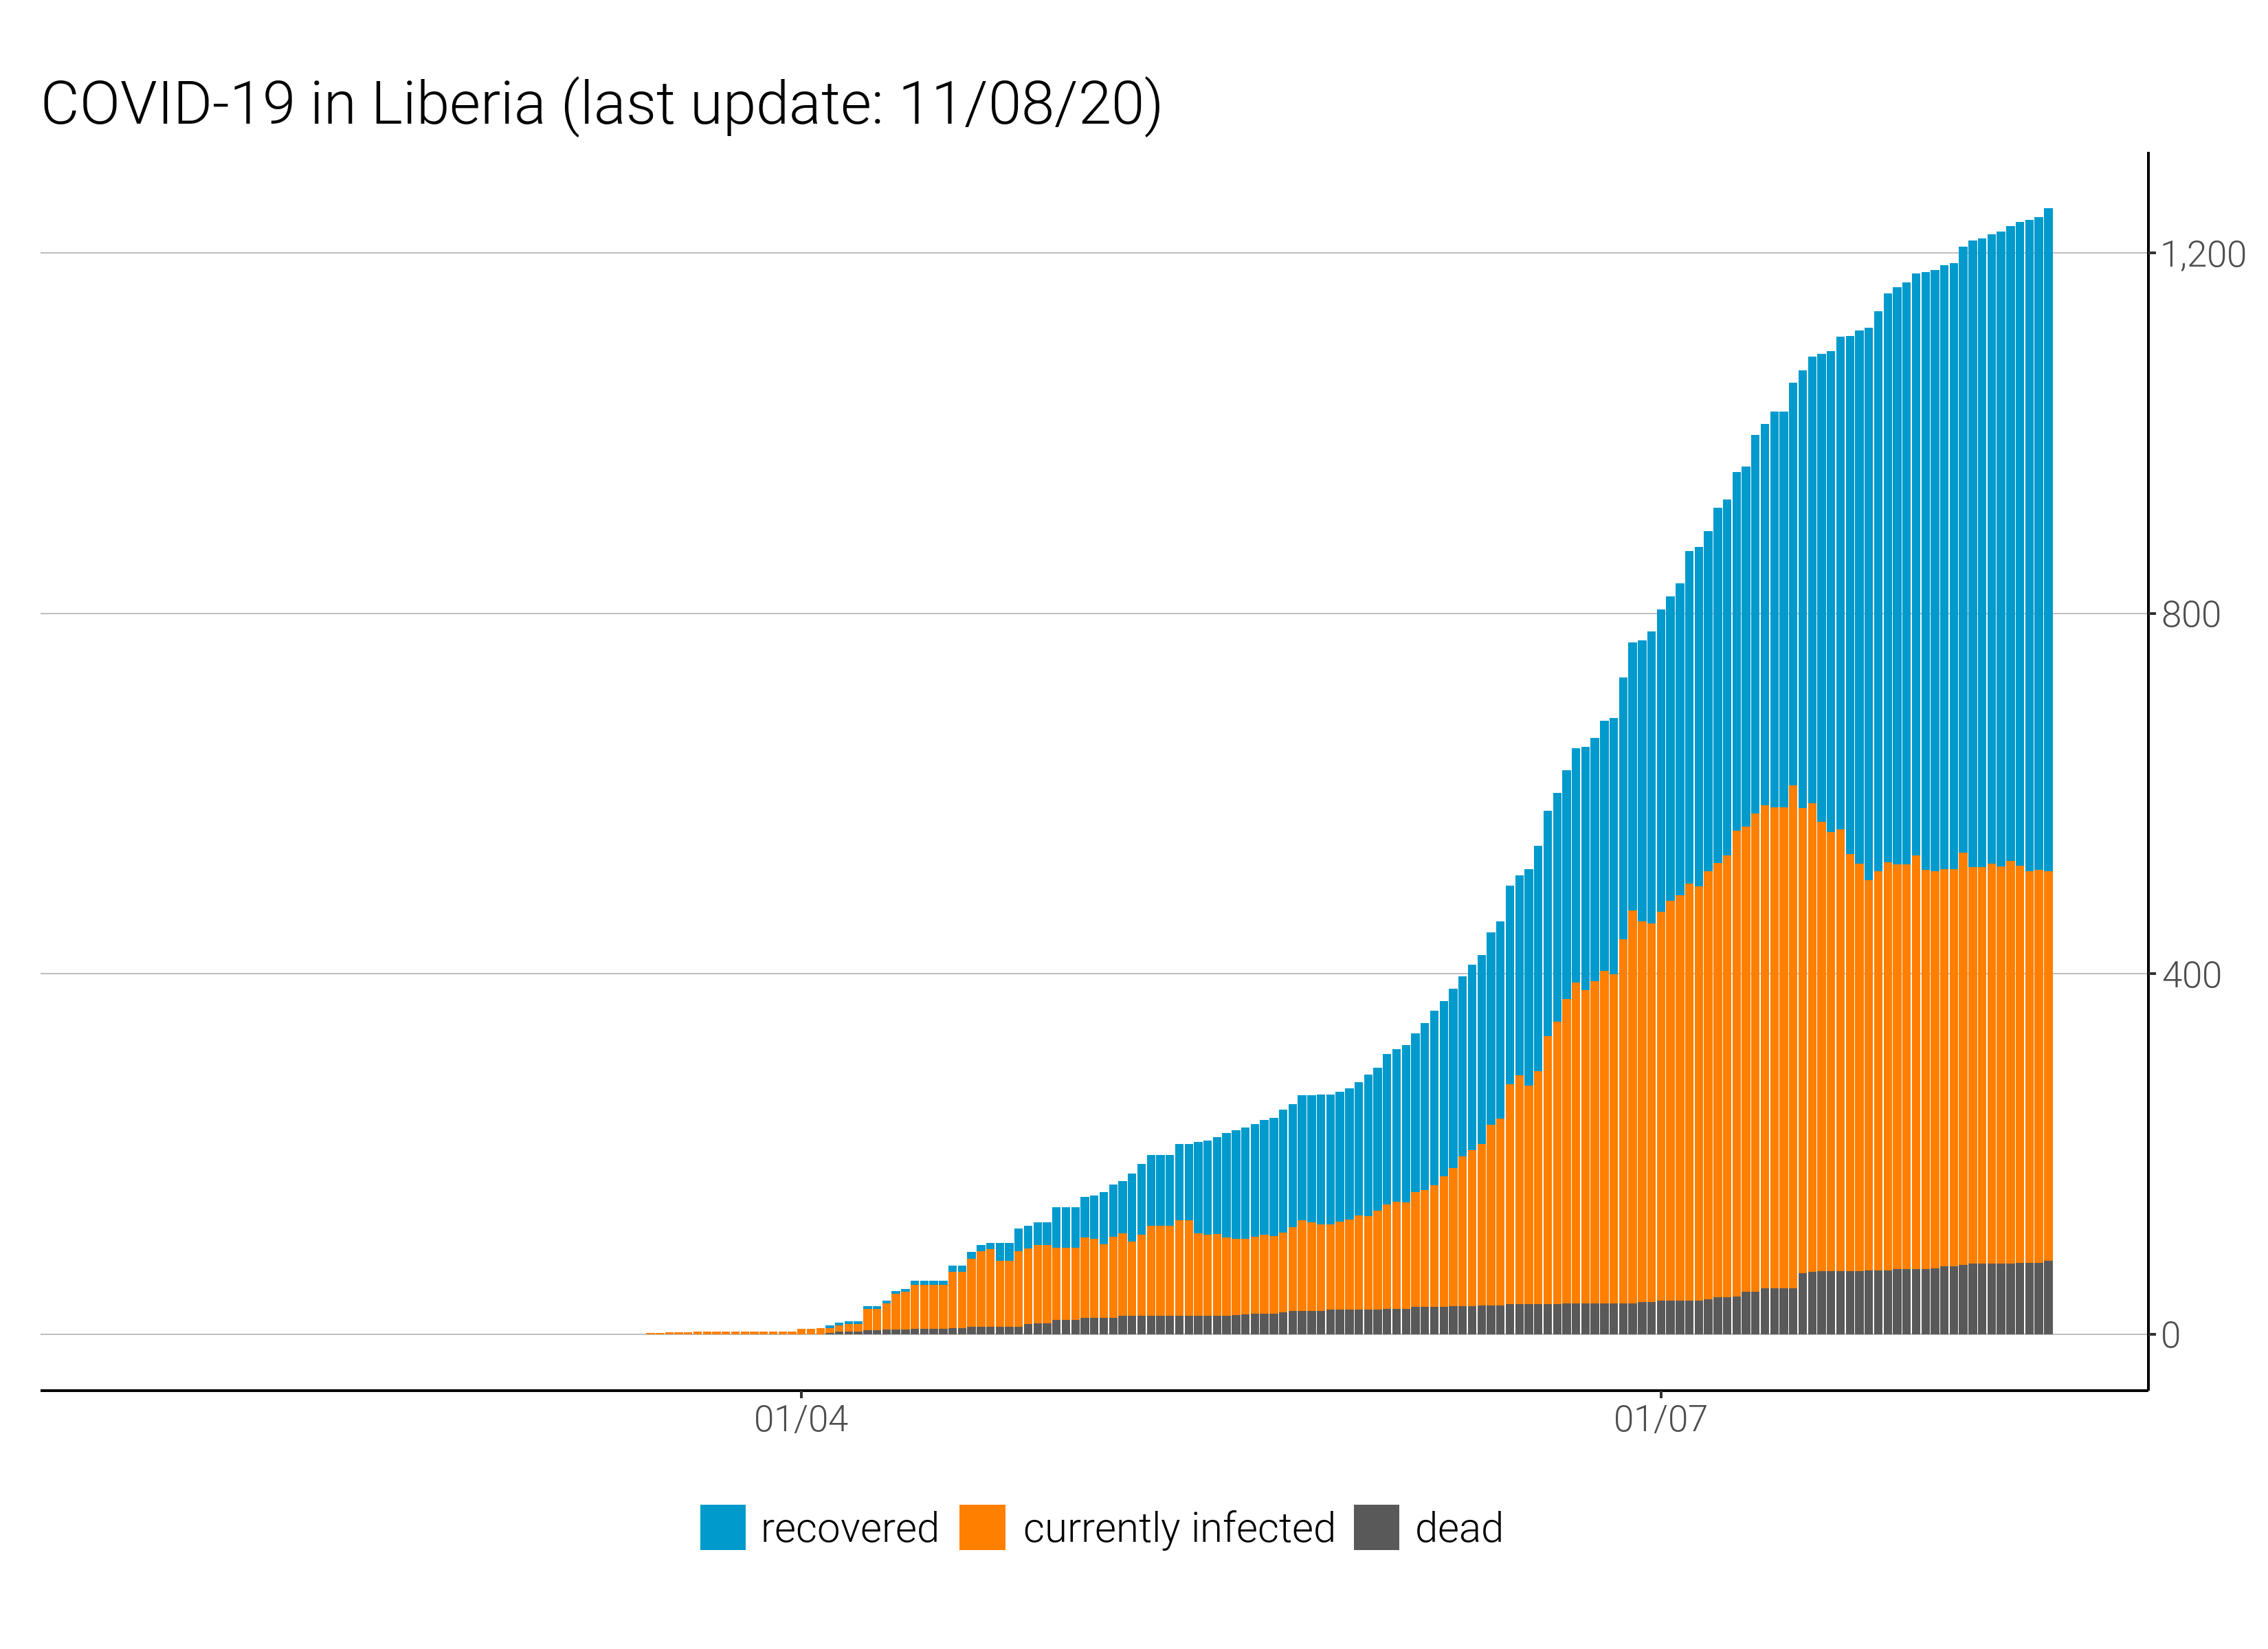 COVID-19 in Liberia (last update: 11/08/20)
1,200
800
400
0
01/04 01/07
recovered currently infected dead